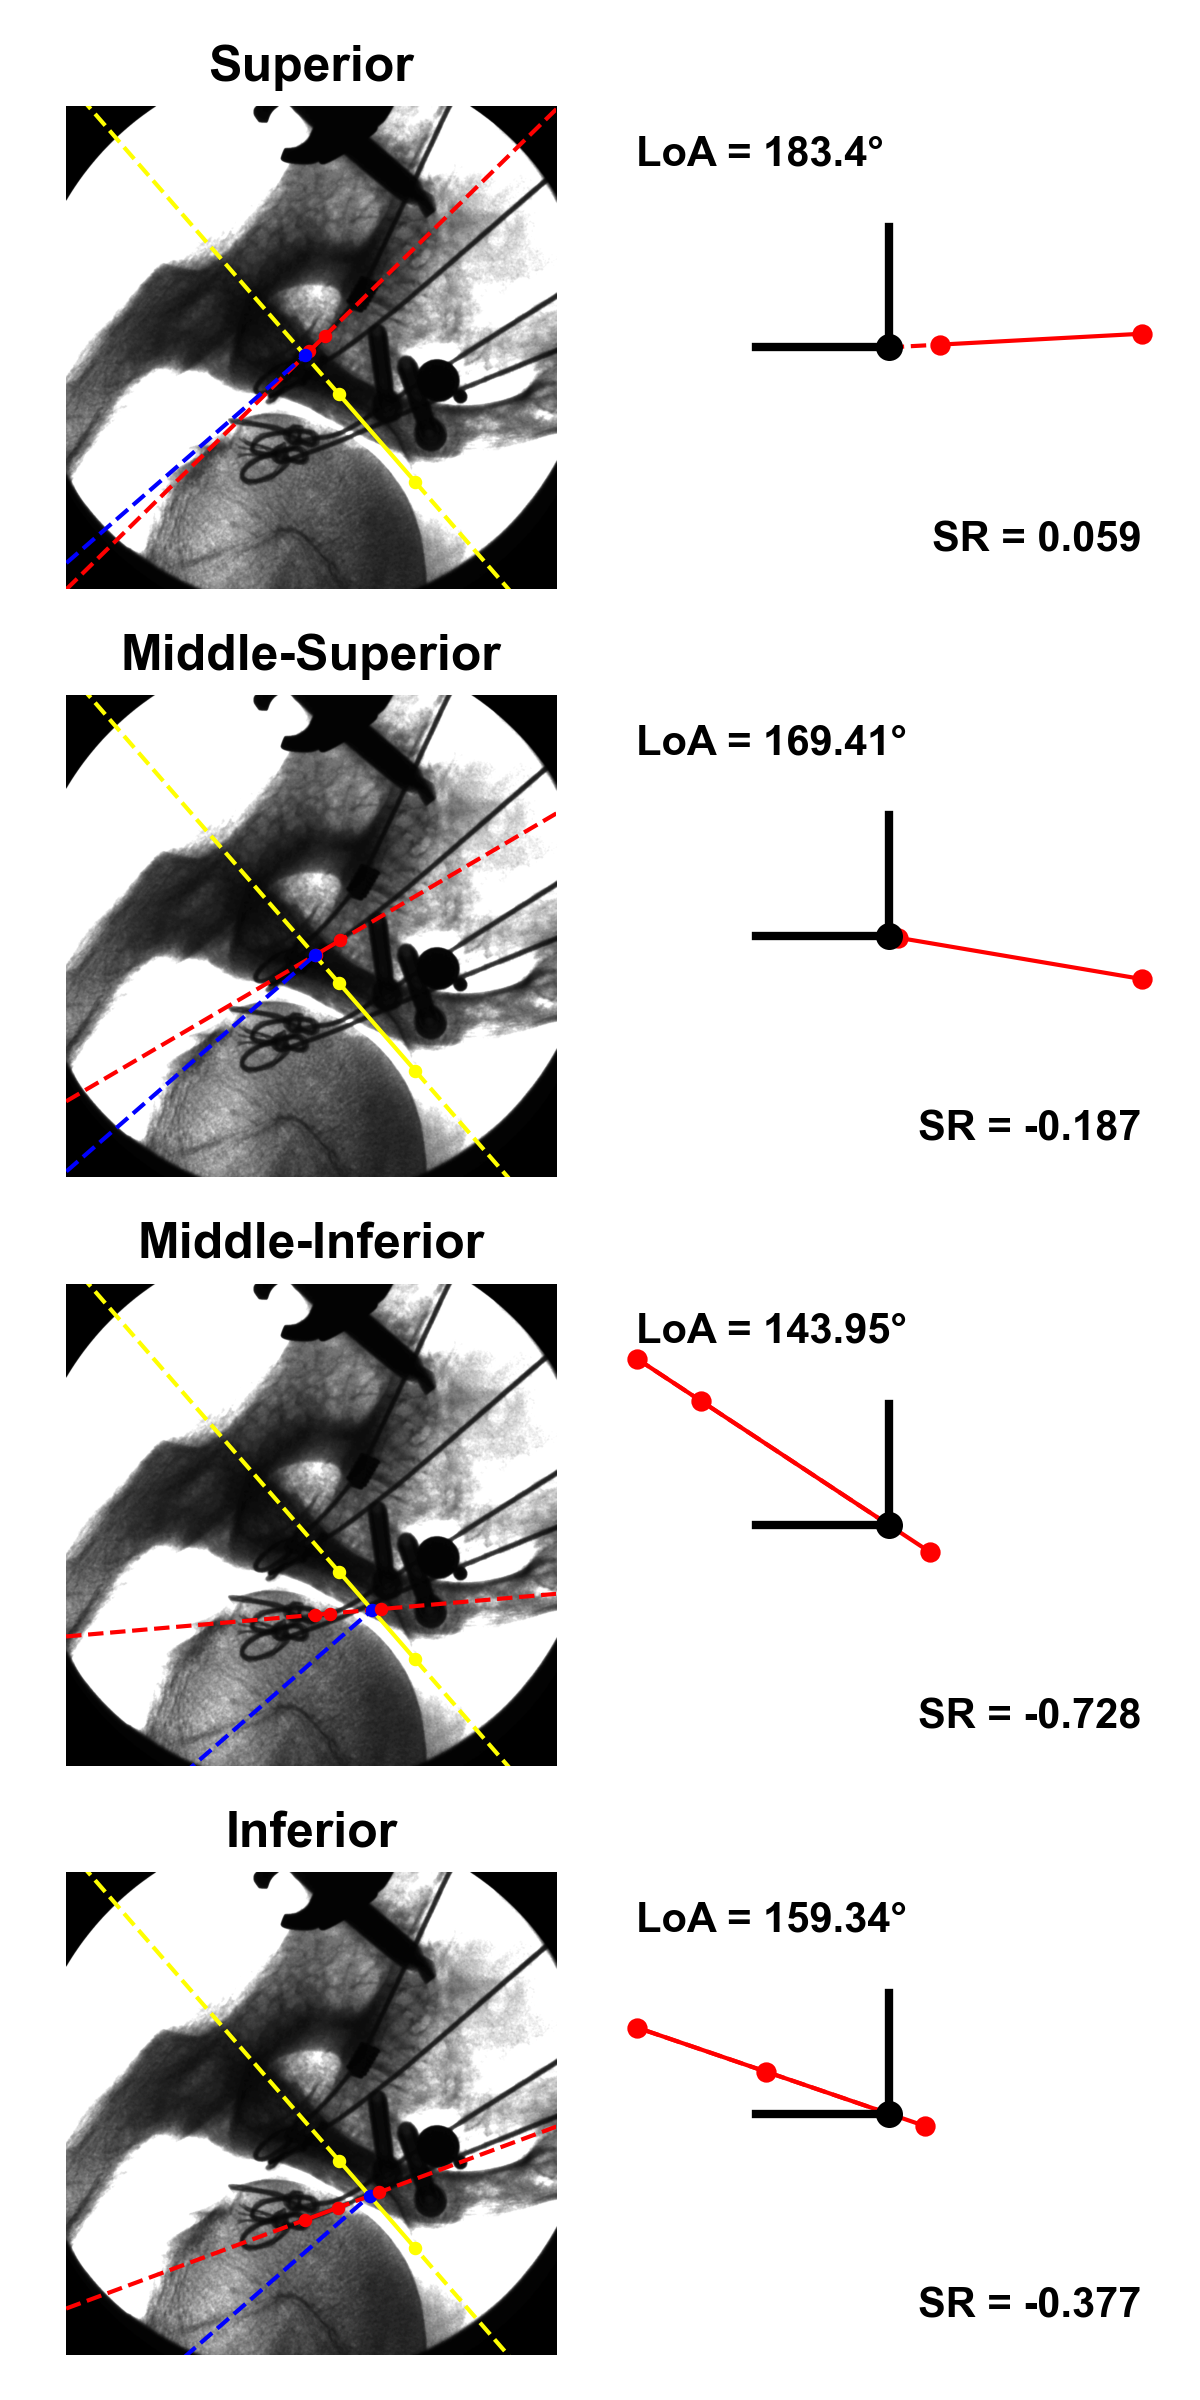 Superior
LoA = 183.4°
SR = 0.059
Middle-Superior
LoA = 169.41°
SR = -0.187
Middle-Inferior
LoA = 143.95°
SR = -0.728
Inferior
LoA = 159.34°
SR = -0.377